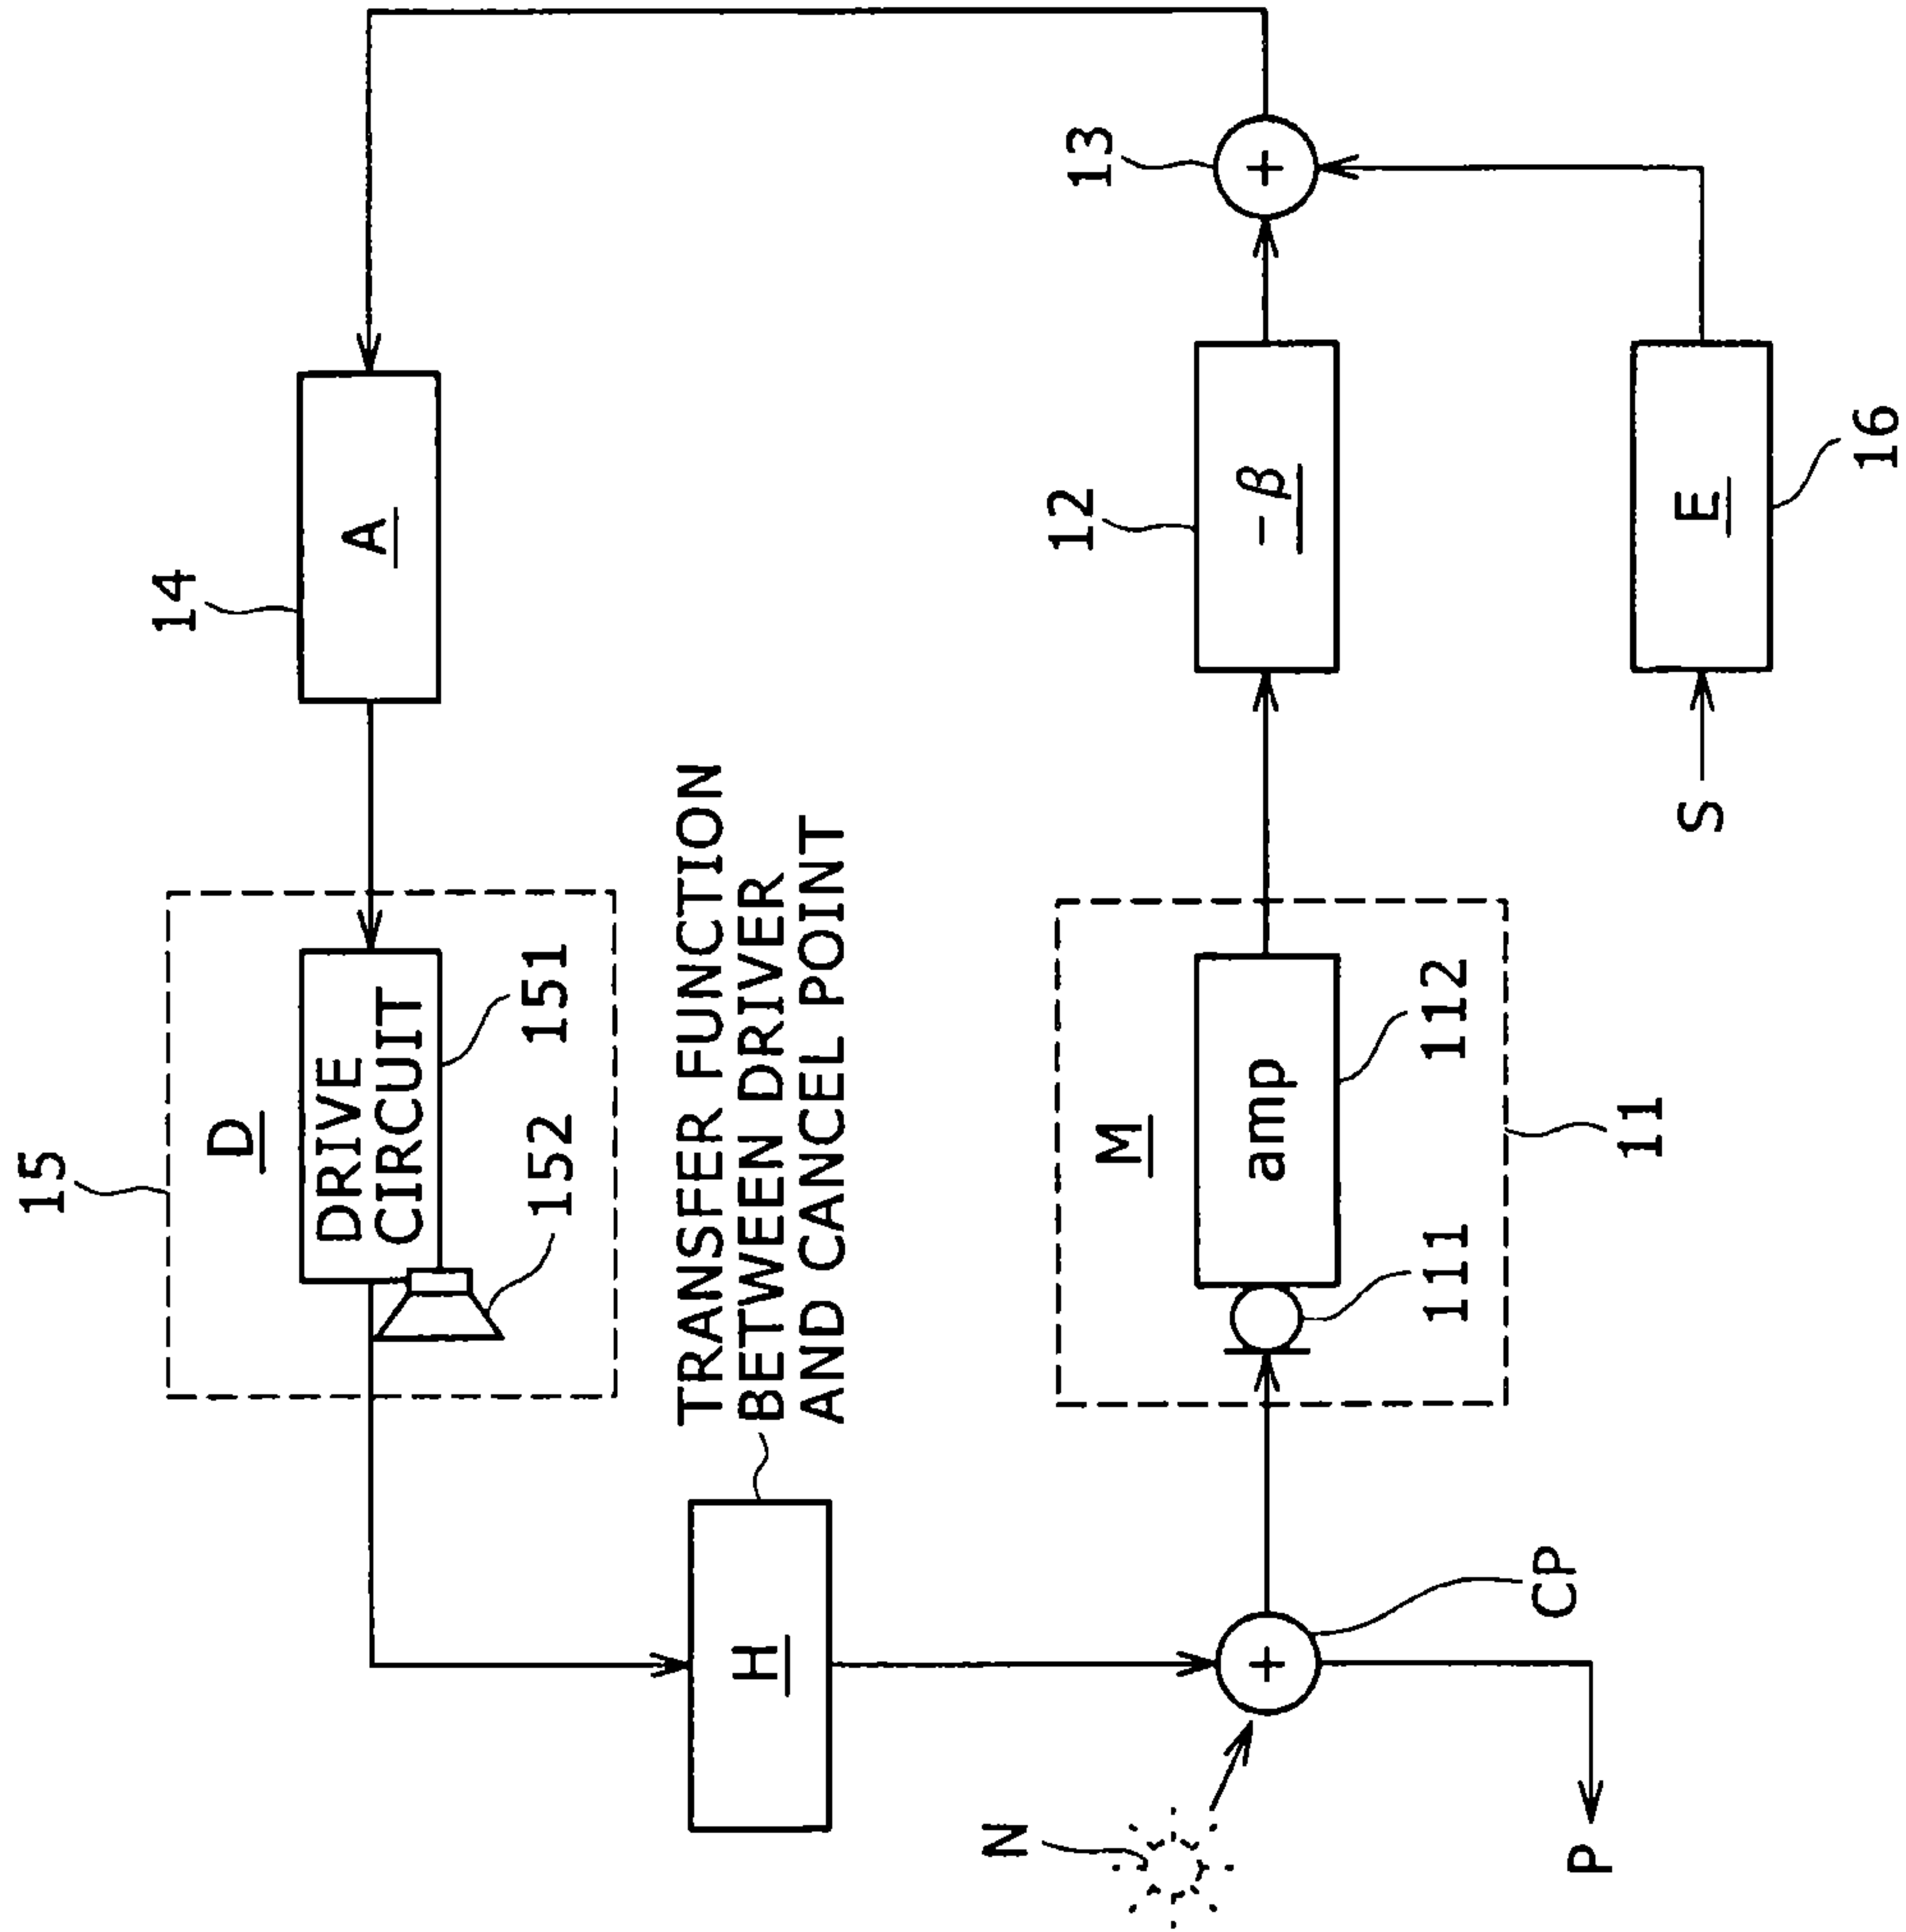 15
14
D
DRIVE
CIRCUIT
A
152
151
TRANSFER FUNCTION
BETWEEN DRIVER
AND CANCEL POINT
H
N
12
13
M
+
amp
-β
+
111
112
CP
P
11
S
E
16